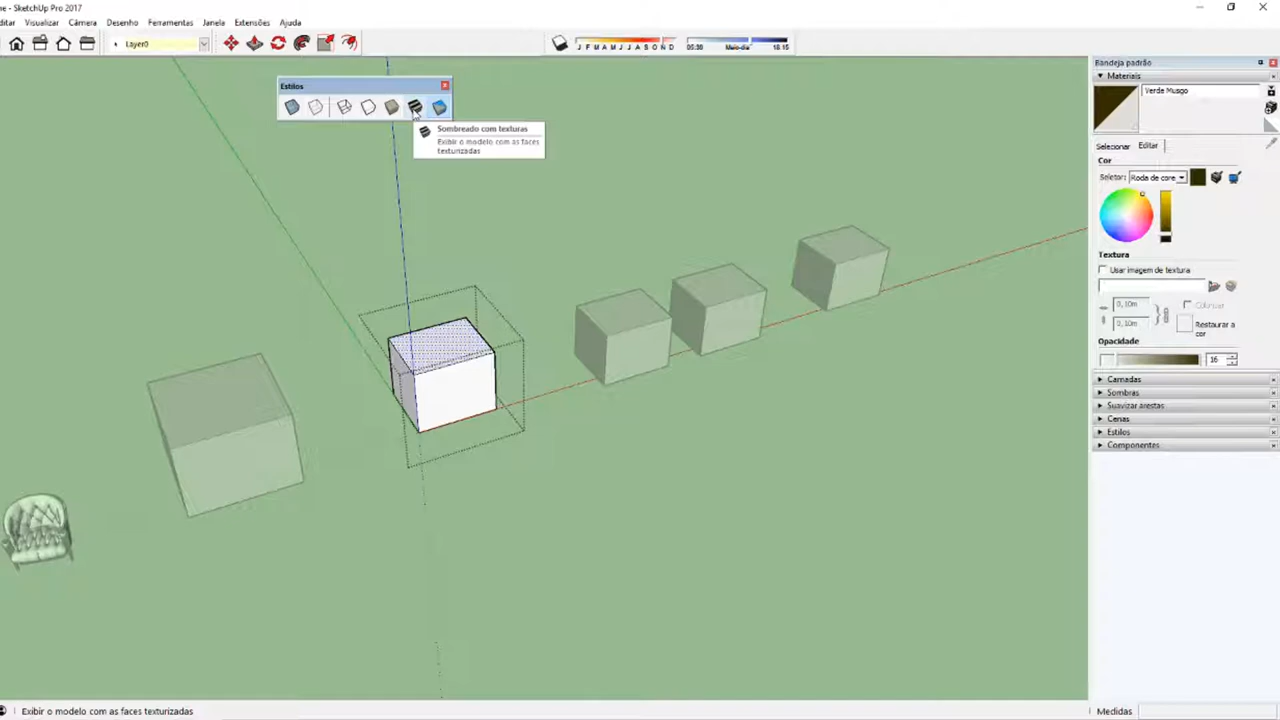 ne - SketchUp Pro 2017
ditar Visualizar Câmera Desenho Ferramentas Janela Extensões Ajuda
Layer0
J F M A M J J A S O N D
05:38 Meio-dia 18:15
Estilos
Sombreado com texturas
Exibir o modelo com as faces
texturizadas
Bandeja padrão
Materiais
Verde Musgo
Selecionar Editar
Cor
Seletor: Roda de core
Textura
Usar imagem de textura
0,10m
Colorizar
0,10m
Restaurar a
cor
Opacidade
16
Camadas
Sombras
Suavizar arestas
Cenas
Estilos
Componentes
Exibir o modelo com as faces texturizadas
Medidas